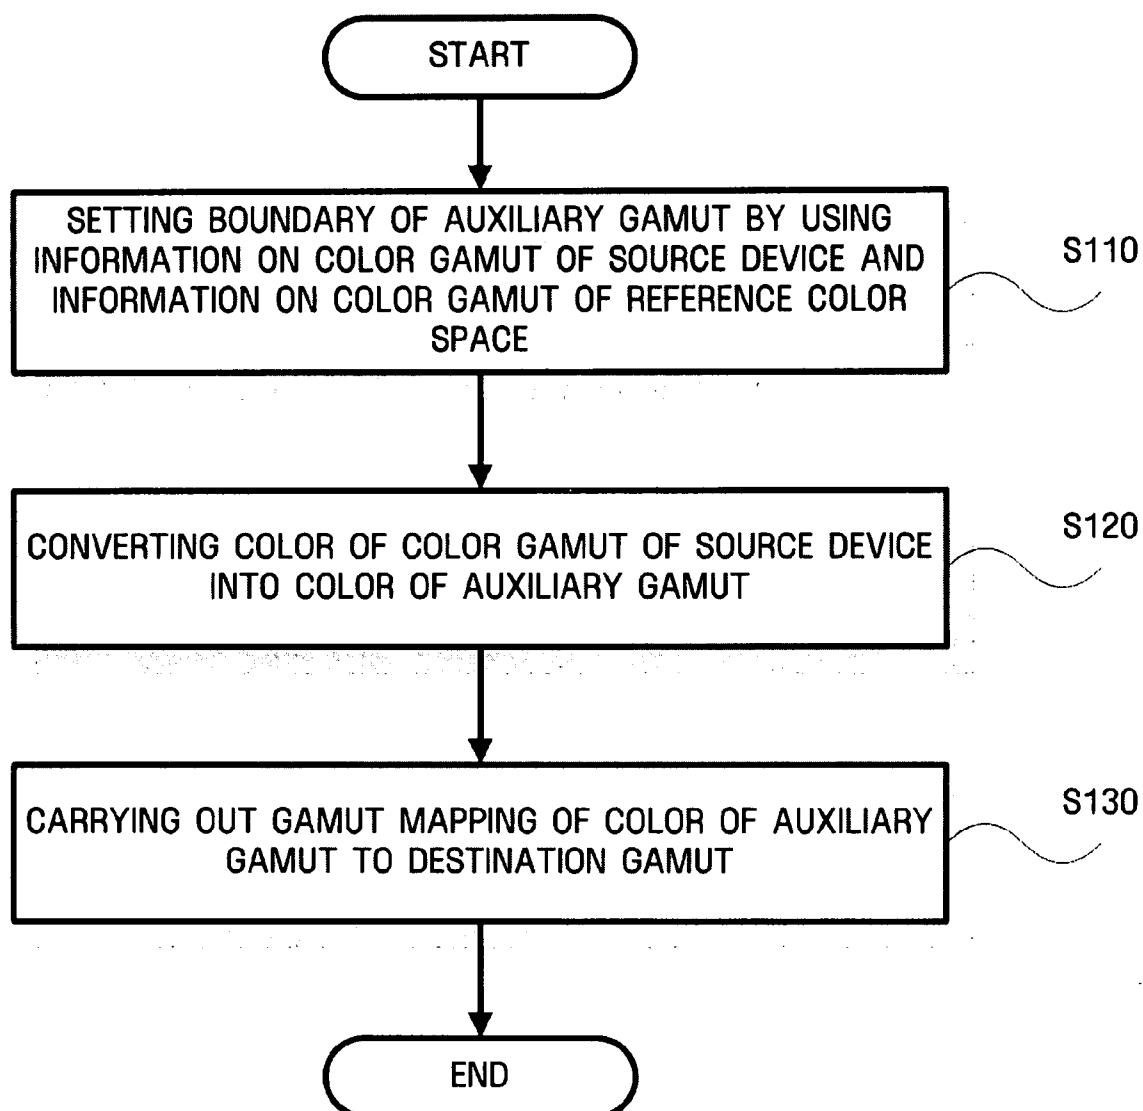 START
SETTING BOUNDARY OF AUXILIARY GAMUT BY USING
INFORMATION ON COLOR GAMUT OF SOURCE DEVICE AND
INFORMATION ON COLOR GAMUT OF REFERENCE COLOR
SPACE
S110
CONVERTING COLOR OF COLOR GAMUT OF SOURCE DEVICE
INTO COLOR OF AUXILIARY GAMUT
S120
CARRYING OUT GAMUT MAPPING OF COLOR OF AUXILIARY
GAMUT TO DESTINATION GAMUT
S130
END